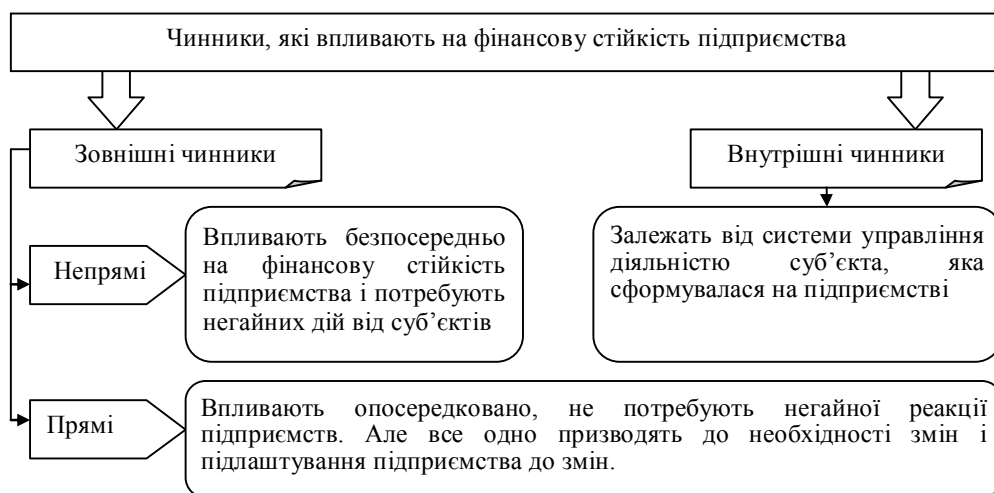 Чинники, які впливають на фінансову стійкість підприємства
Зовнішні чинники
Внутрішні чинники
Непрямі
Впливають безпосередньо
на фінансову стійкість
підприємства і потребують
негайних дій від суб’єктів
Залежать від системи управління
діяльністю суб’єкта, яка
сформувалася на підприємстві
Прямі
Впливають опосередковано, не потребують негайної реакції
підприємств. Але все одно призводять до необхідності змін і
підлаштування підприємства до змін.